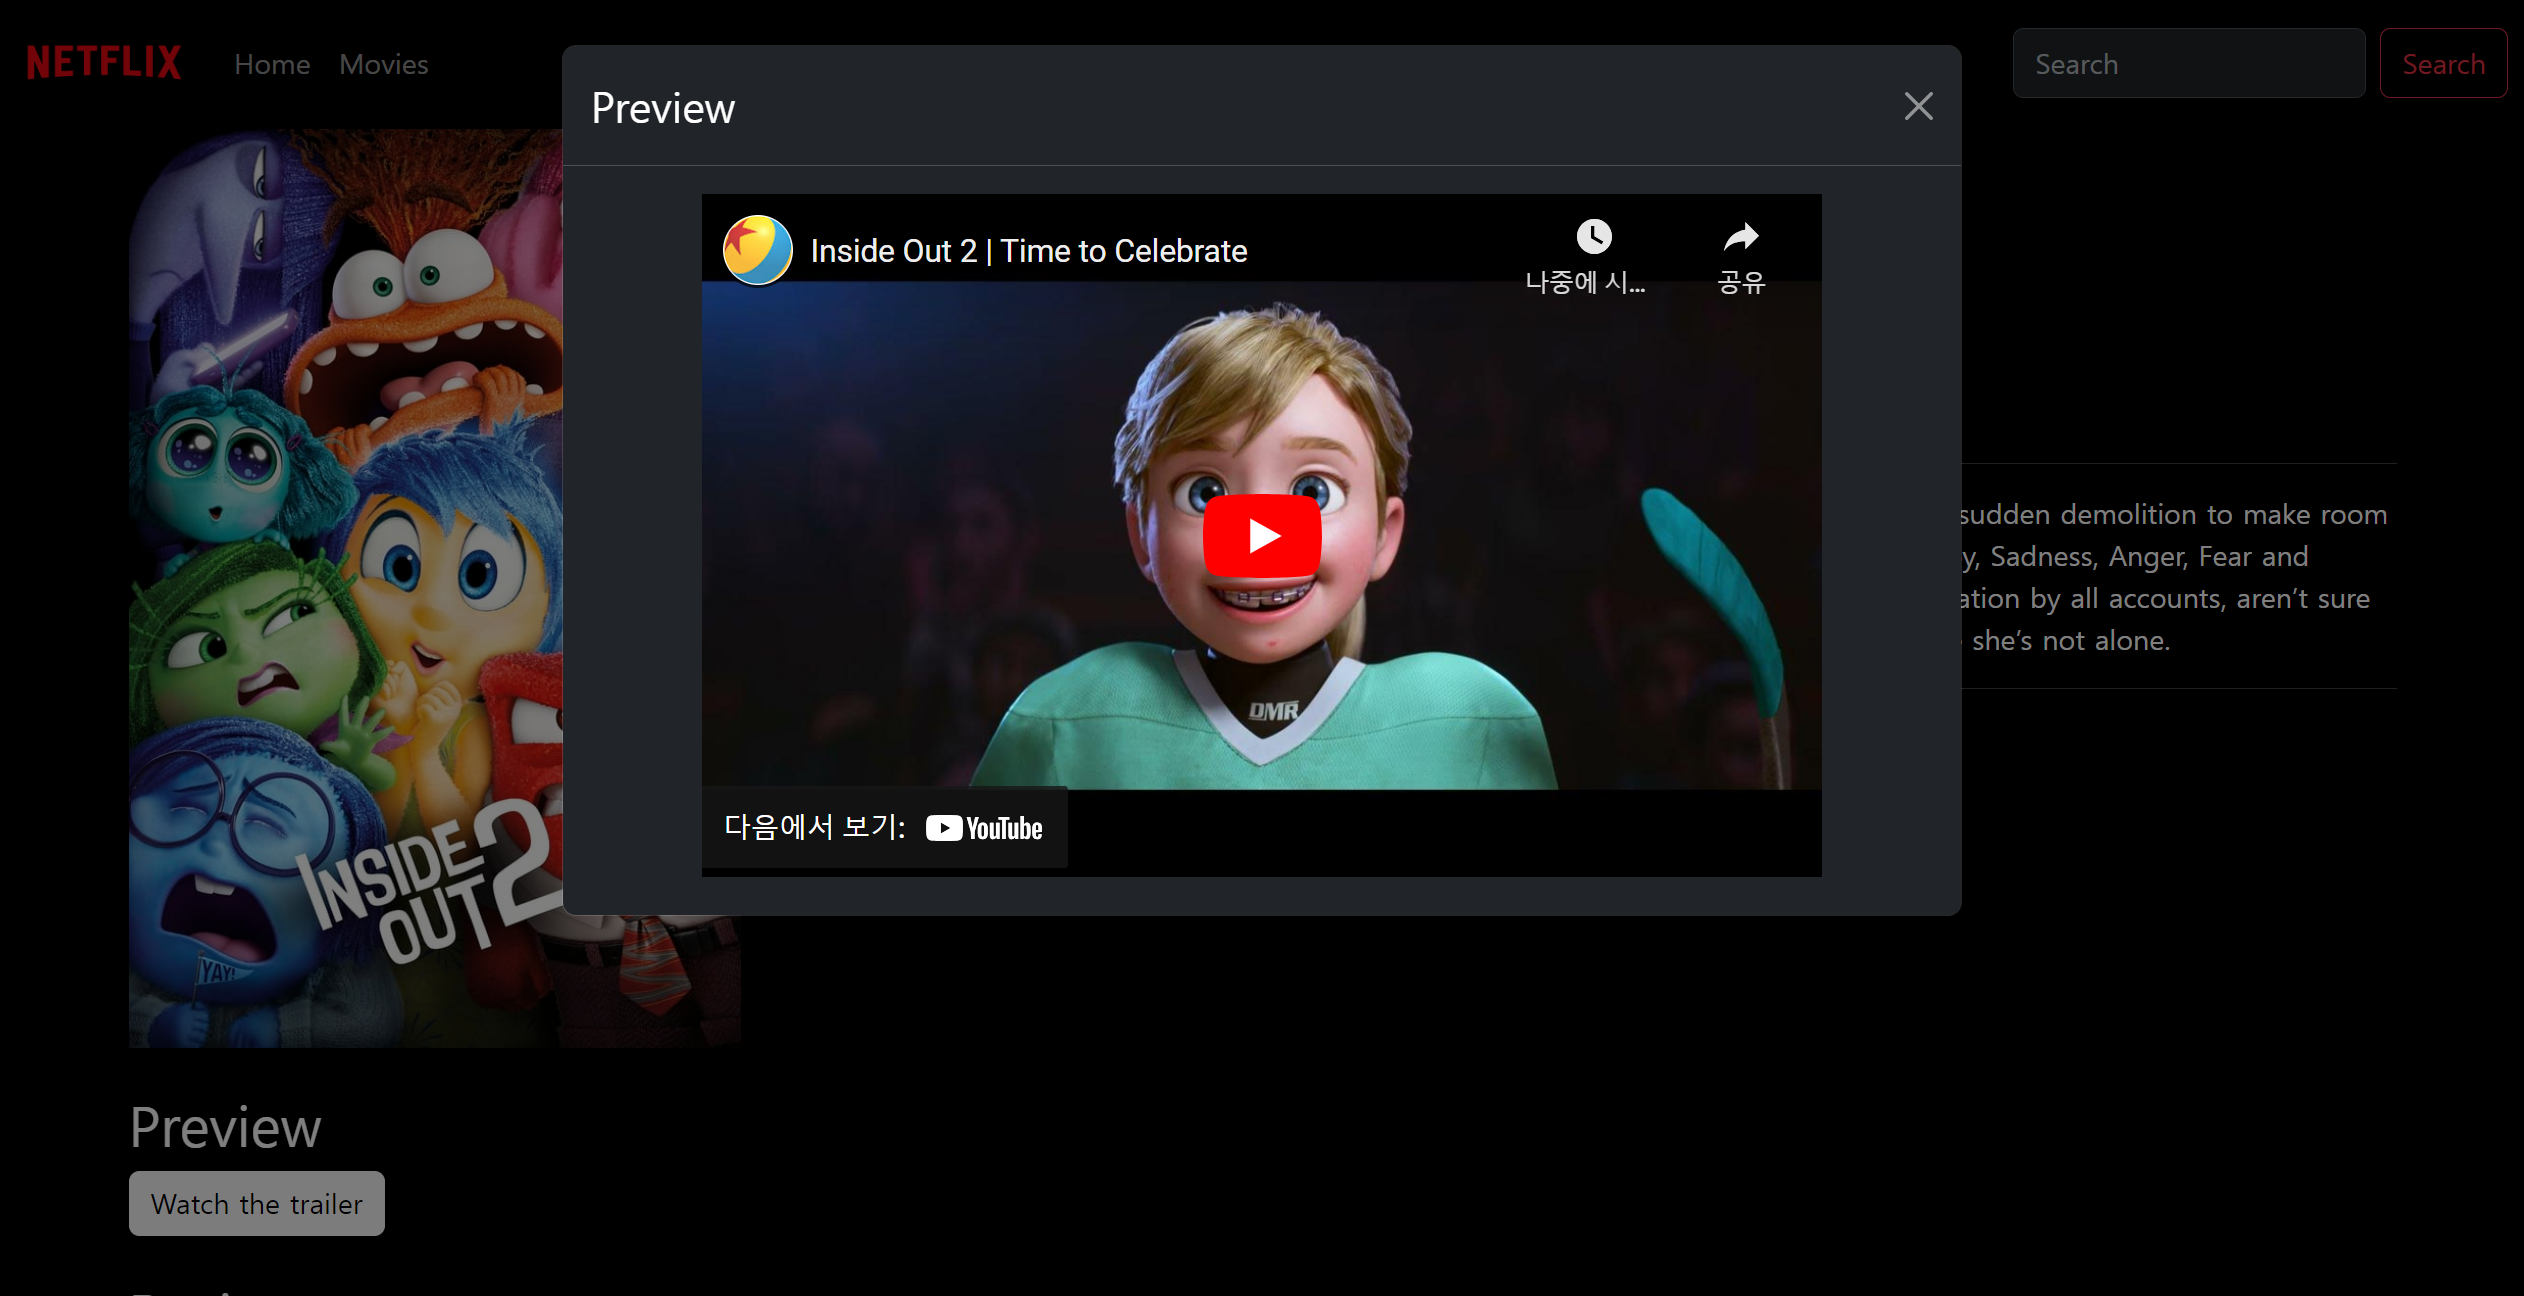 NETFLIX
Home
Movies
Search
Search
Preview
Inside Out 2 | Time to Celebrate
나중에 시...
공유
DMR
다음에서 보기: YouTube
INSIDE
OUT 2
YAY!
sudden demolition to make room
y, Sadness, Anger, Fear and
ation by all accounts, aren’t sure
she’s not alone.
Preview
Watch the trailer